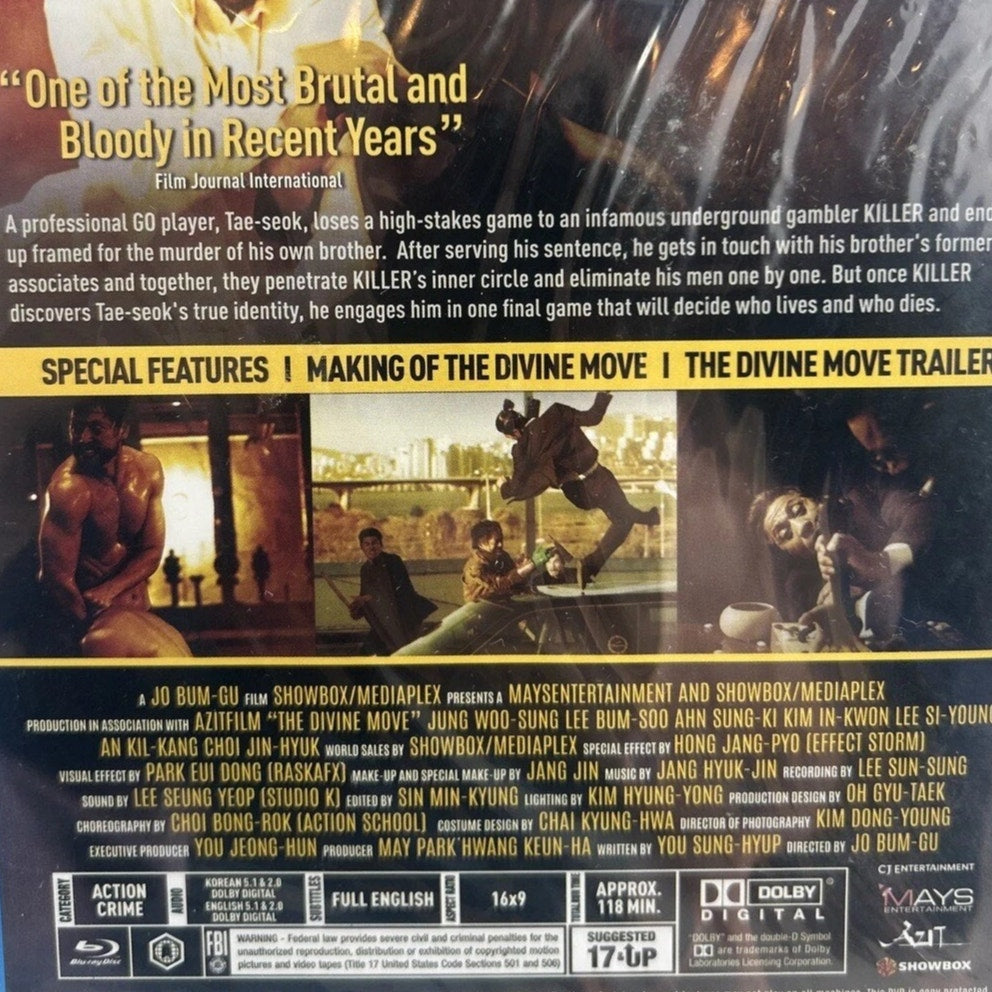 “One of the Most Brutal and
Bloody in Recent Years”
Film Journal International
A professional GO player, Tae-seok, loses a high-stakes game to an infamous underground gambler KILLER and end
up framed for the murder of his own brother. After serving his sentence, he gets in touch with his brother's former
associates and together, they penetrate KILLER's inner circle and eliminate his men one by one. But once KILLER
discovers Tae-seok's true identity, he engages him in one final game that will decide who lives and who dies.
SPECIAL FEATURES | MAKING OF THE DIVINE MOVE | THE DIVINE MOVE TRAILER
A JO BUM-GU FILM SHOWBOX/MEDIAPLEX PRESENTS A MAYSENTERTAINMENT AND SHOWBOX/MEDIAPLEX
PRODUCTION IN ASSOCIATION WITH AZITFILM “THE DIVINE MOVE” JUNG WOO-SUNG LEE BUM-SOO AHN SUNG-KI KIM IN-KWON LEE SI-YOUNG
AN KIL-KANG CHOI JIN-HYUK WORLD SALES BY SHOWBOX/MEDIAPLEX SPECIAL EFFECT BY HONG JANG-PYO (EFFECT STORM)
VISUAL EFFECT BY PARK EUI DONG (RASKAFX) MAKE-UP AND SPECIAL MAKE-UP BY JANG JIN MUSIC BY JANG HYUK-JIN RECORDING BY LEE SUN-SUNG
SOUND BY LEE SEUNG YEOP (STUDIO K) EDITED BY SIN MIN-KYUNG LIGHTING BY KIM HYUNG-YONG PRODUCTION DESIGN BY OH GYU-TAEK
CHOREOGRAPHY BY CHOI BONG-ROK (ACTION SCHOOL) COSTUME DESIGN BY CHAI KYUNG-HWA DIRECTOR OF PHOTOGRAPHY KIM DONG-YOUNG
EXECUTIVE PRODUCER YOU JEONG-HUN PRODUCER MAY PARK HWANG KEUN-HA WRITTEN BY YOU SUNG-HYUP DIRECTED BY JO BUM-GU
CATEGORY
ACTION
CRIME
AUDIO
KOREAN 5.1 & 2.0
DOLBY DIGITAL
ENGLISH 5.1 & 2.0
DOLBY DIGITAL
SUBTITLES
FULL ENGLISH
ASPECT RATIO
16x9
APPROX.
118 MIN.
DOLBY
DIGITAL
CJ ENTERTAINMENT
MAYS
ENTERTAINMENT
AZIT
SHOWBOX
Blu-ray Disc
FBI
WARNING - Federal law provides severe civil and criminal penalties for the
unauthorized reproduction, distribution or exhibition of copyrighted motion
pictures and video tapes (Title 17 United States Code Sections 501 and 506)
SUGGESTED
17 & UP
"DOLBY" and the double-D Symbol
are trademarks of Dolby
Laboratories Licensing Corporation.